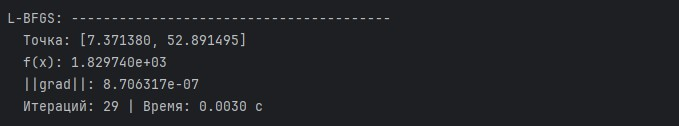 L-BFGS: ----------------------------------------
Точка: [7.371380, 52.891495]
f(x): 1.829740e+03
||grad||: 8.706317e-07
Итераций: 29 | Время: 0.0030 с